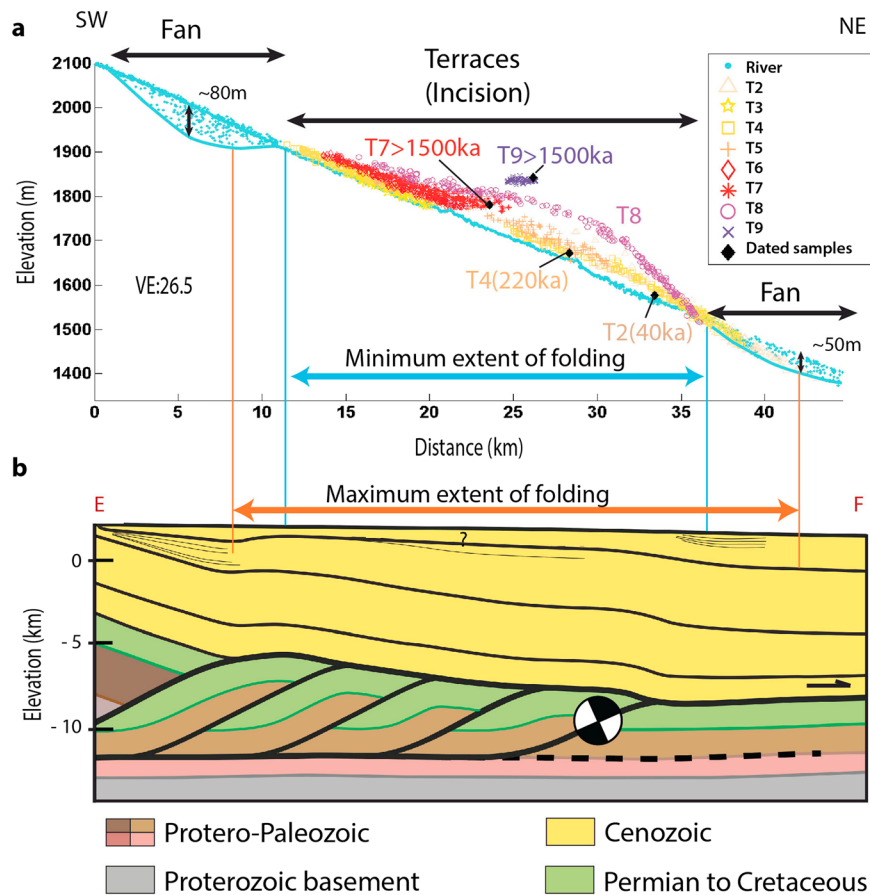 SW
NE
a
Fan
Terraces
(Incision)
River
T2
T3
T4
T5
T6
T7
T8
T9
Dated samples
2100
2000
1900
1800
1700
1600
1500
1400
Elevation (m)
~80m
T7>1500ka
T9>1500ka
T8
T4(220ka)
T2(40ka)
VE:26.5
Fan
~50m
Minimum extent of folding
0
5
10
15
20
25
30
35
40
Distance (km)
b
E
Maximum extent of folding
F
?
0
- 5
- 10
Elevation (km)
Protero-Paleozoic
Cenozoic
Proterozoic basement
Permian to Cretaceous